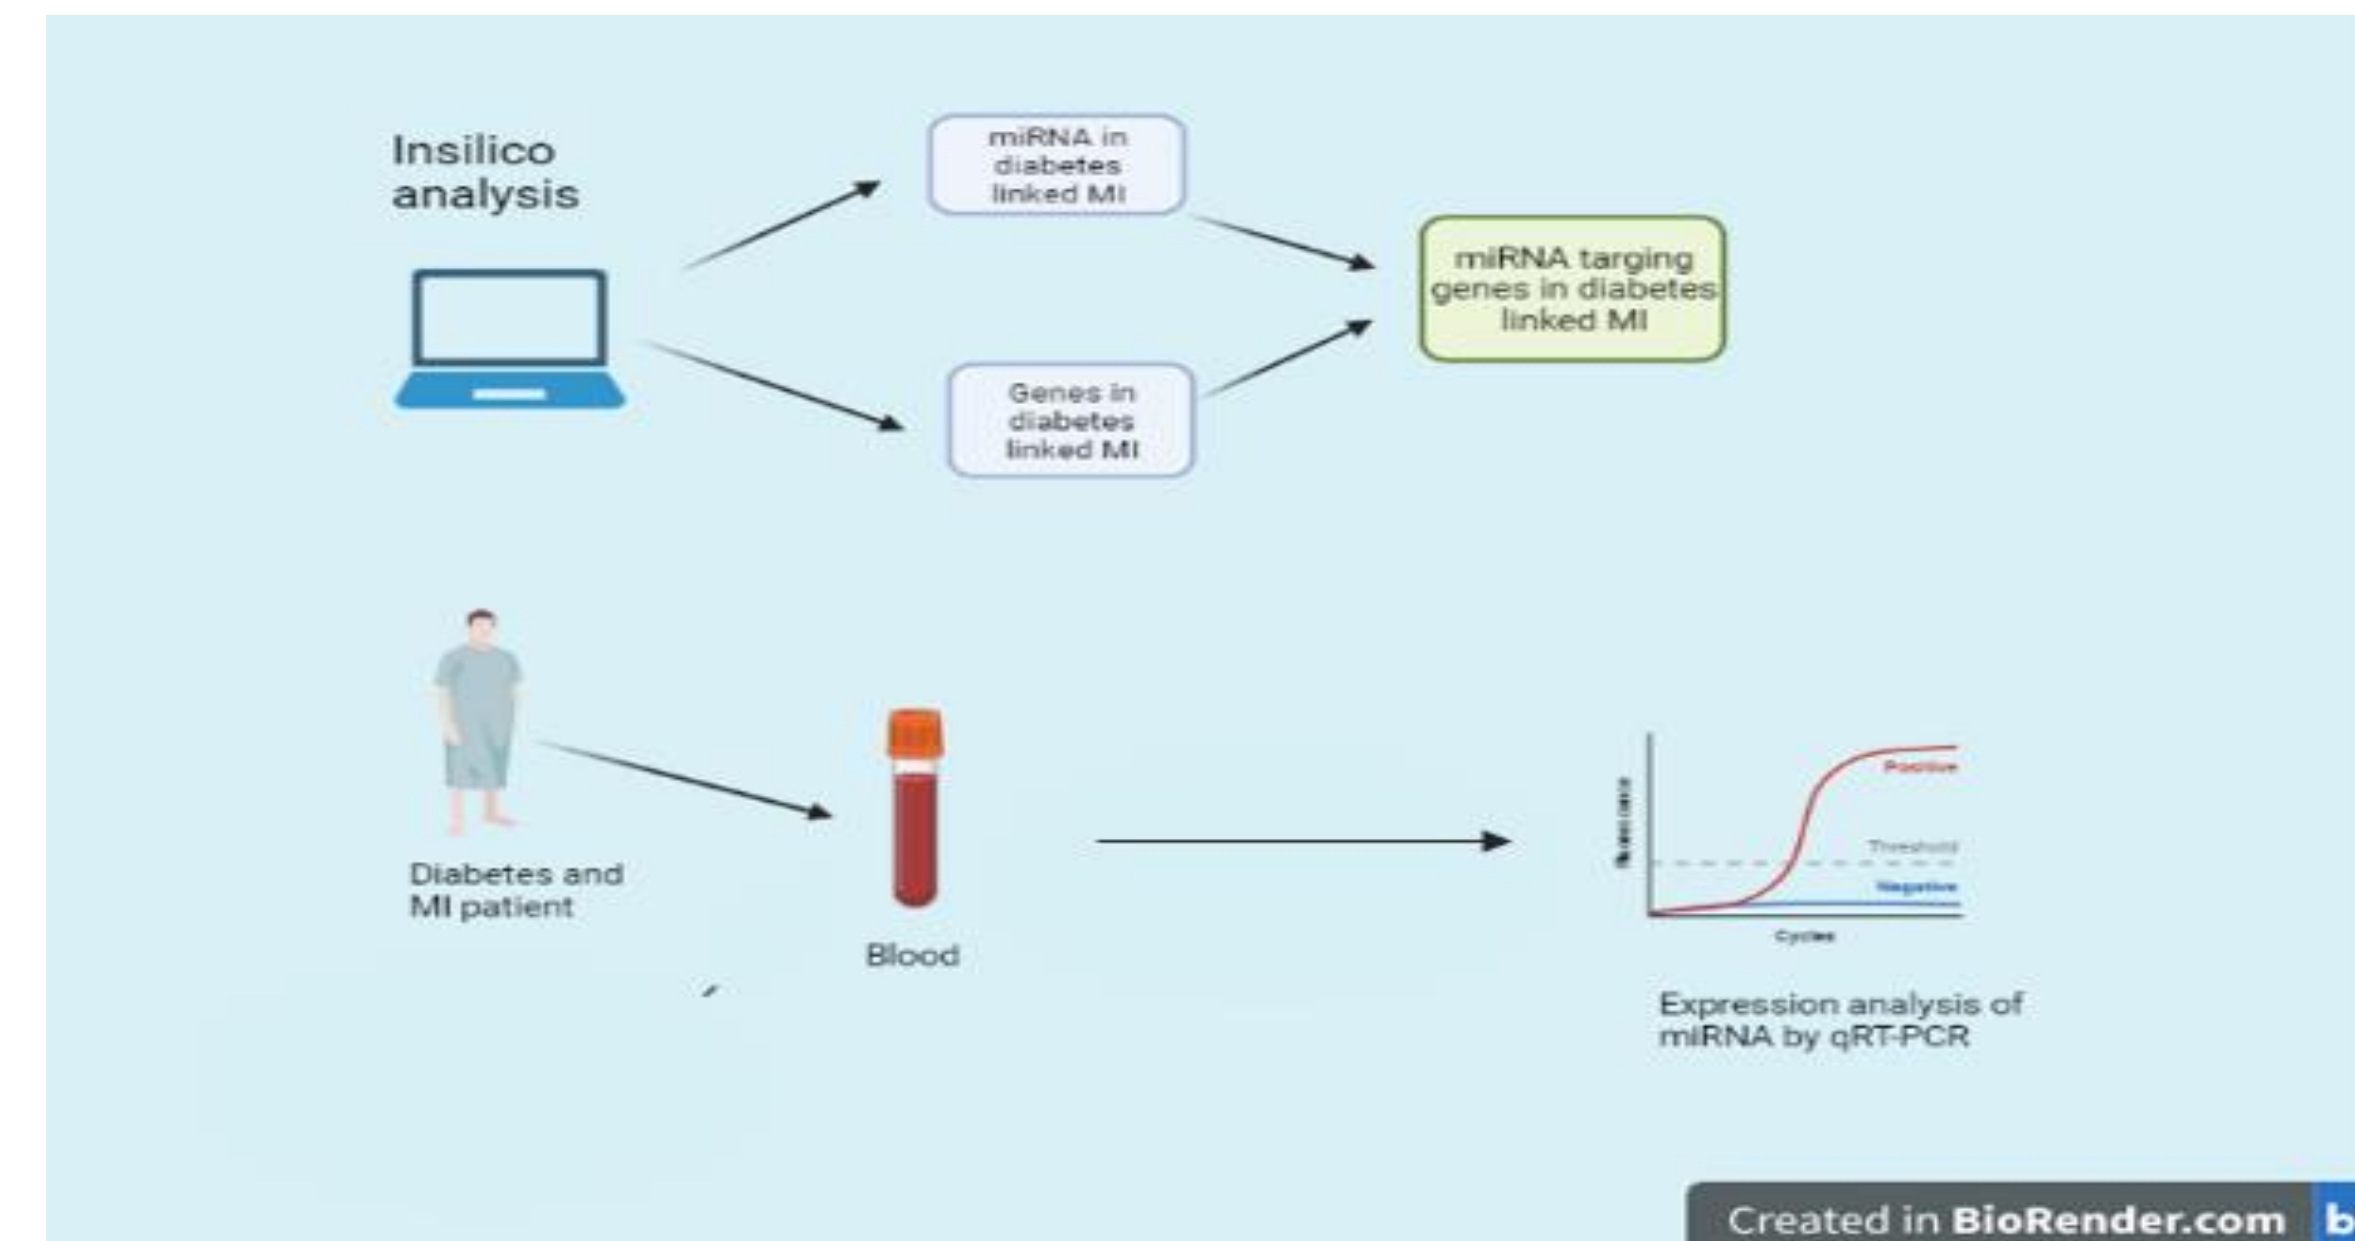 Insilico
analysis
miRNA in
diabetes
linked MI
Genes in
diabetes
linked MI
miRNA targing
genes in diabetes
linked MI
Diabetes and
MI patient
Blood
Fluorescence
Positive
Threshold
Negative
Cycles
Expression analysis of
miRNA by qRT-PCR
Created in BioRender.com
b